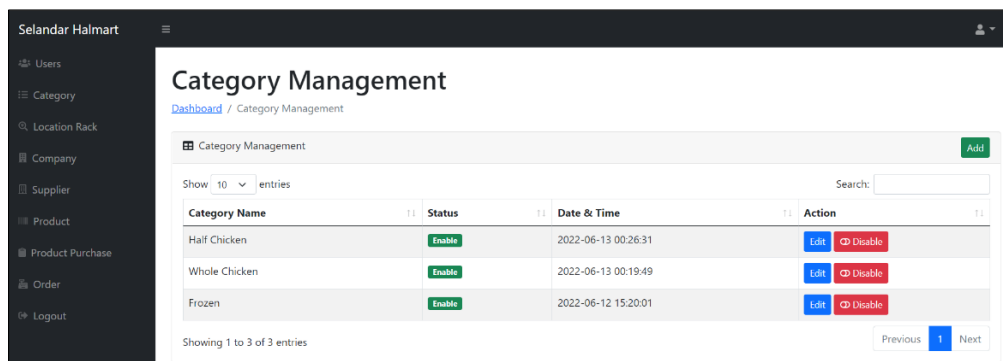 Selandar Halmart
Users
Category
Location Rack
Company
Supplier
Product
Product Purchase
Order
Logout
Category Management
Dashboard / Category Management
Category Management Add
Show 10 entries Search:
Category Name Status Date & Time Action
Half Chicken Enable 2022-06-13 00:26:31 Edit Disable
Whole Chicken Enable 2022-06-13 00:19:49 Edit Disable
Frozen Enable 2022-06-12 15:20:01 Edit Disable
Showing 1 to 3 of 3 entries Previous 1 Next